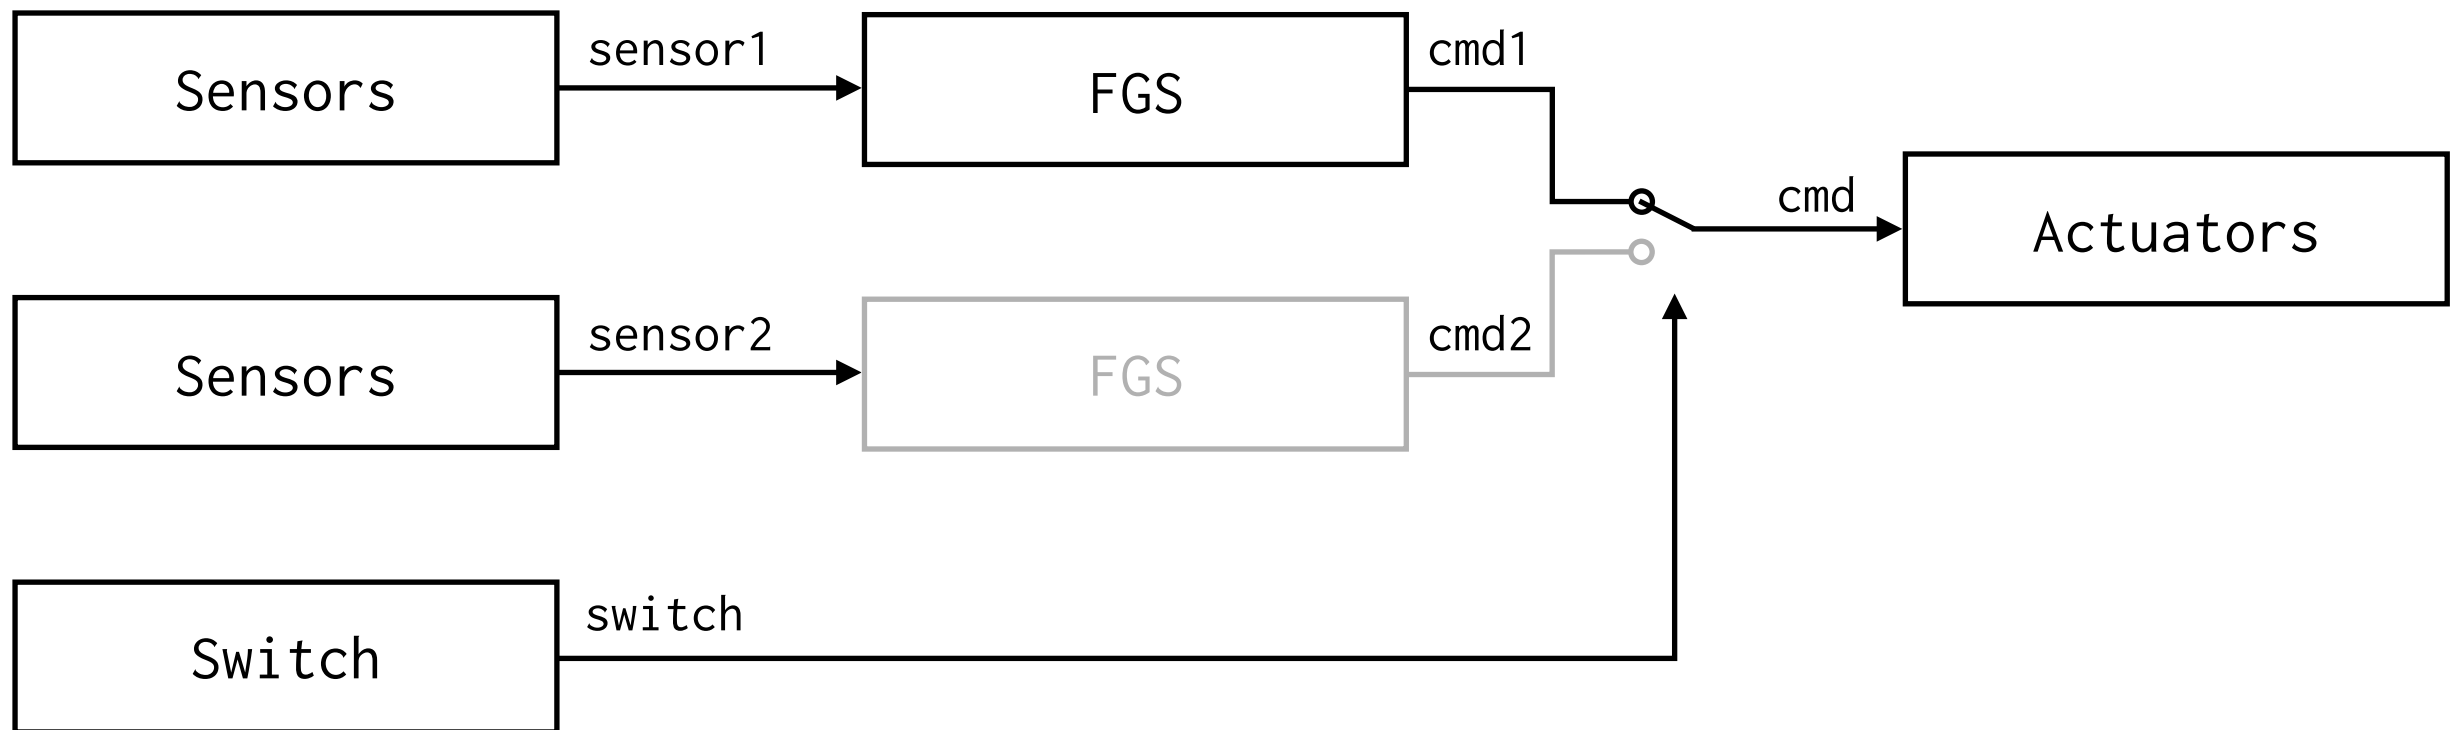 sensor1
cmd1
Sensors
FGS
cmd
Actuators
sensor2
cmd2
Sensors
FGS
switch
Switch